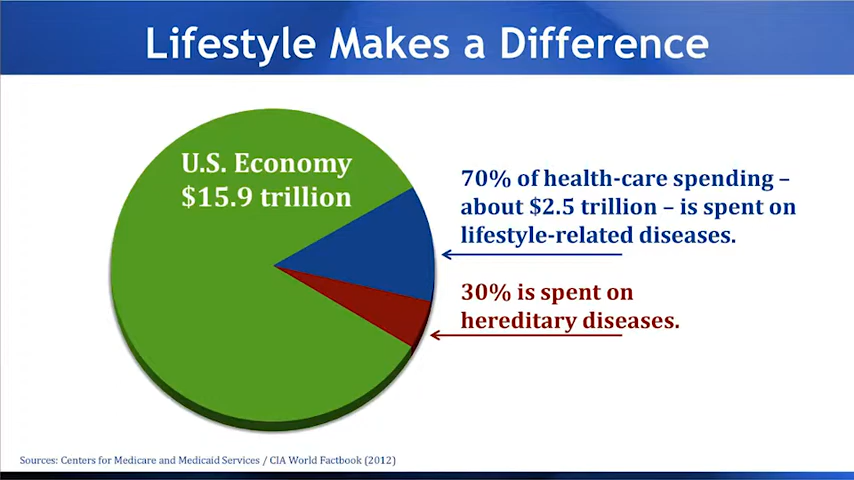 Lifestyle Makes a Difference
U.S. Economy
$15.9 trillion
70% of health-care spending –
about $2.5 trillion – is spent on
lifestyle-related diseases.
30% is spent on
hereditary diseases.
Sources: Centers for Medicare and Medicaid Services / CIA World Factbook (2012)